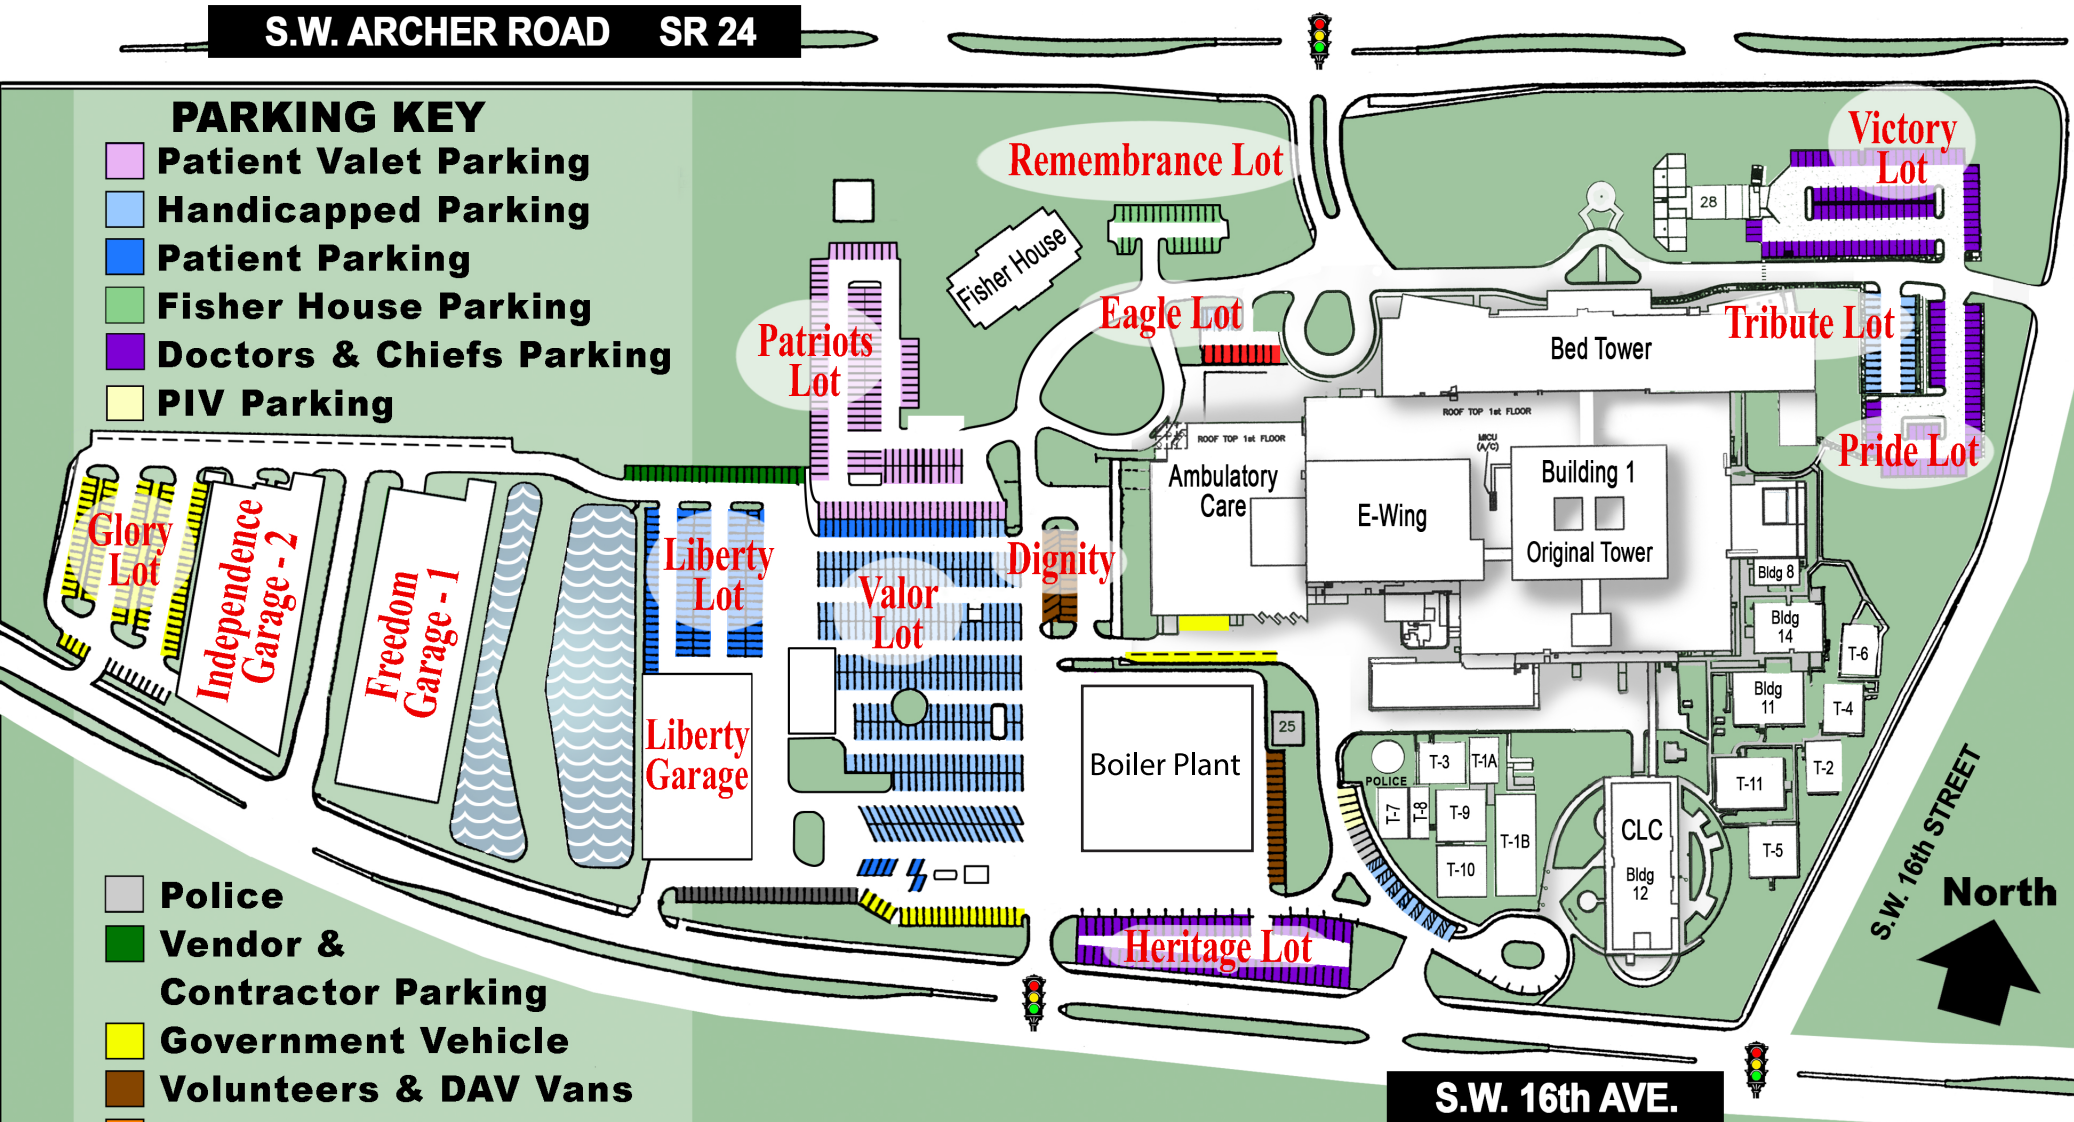 S.W. ARCHER ROAD SR 24
PARKING KEY
Patient Valet Parking
Handicapped Parking
Patient Parking
Fisher House Parking
Doctors & Chiefs Parking
PIV Parking
Police
Vendor &
Contractor Parking
Government Vehicle
Volunteers & DAV Vans
Remembrance Lot
Victory
Lot
28
Fisher House
Eagle Lot
Patriots
Lot
Tribute Lot
Bed Tower
Pride Lot
ROOF TOP 1st FLOOR
ROOF TOP 1st FLOOR
MICU
(A/C)
Ambulatory
Care
E-Wing
Building 1
Original Tower
Glory
Lot
Independence
Garage - 2
Freedom
Garage - 1
Liberty
Lot
Valor
Lot
Dignity
Bldg 8
Bldg
14
T-6
Bldg
11
T-4
Liberty
Garage
Boiler Plant
25
POLICE
T-3
T-1A
T-7
T-8
T-9
T-10
T-1B
CLC
Bldg
12
T-11
T-2
T-5
Heritage Lot
S.W. 16th STREET
North
S.W. 16th AVE.